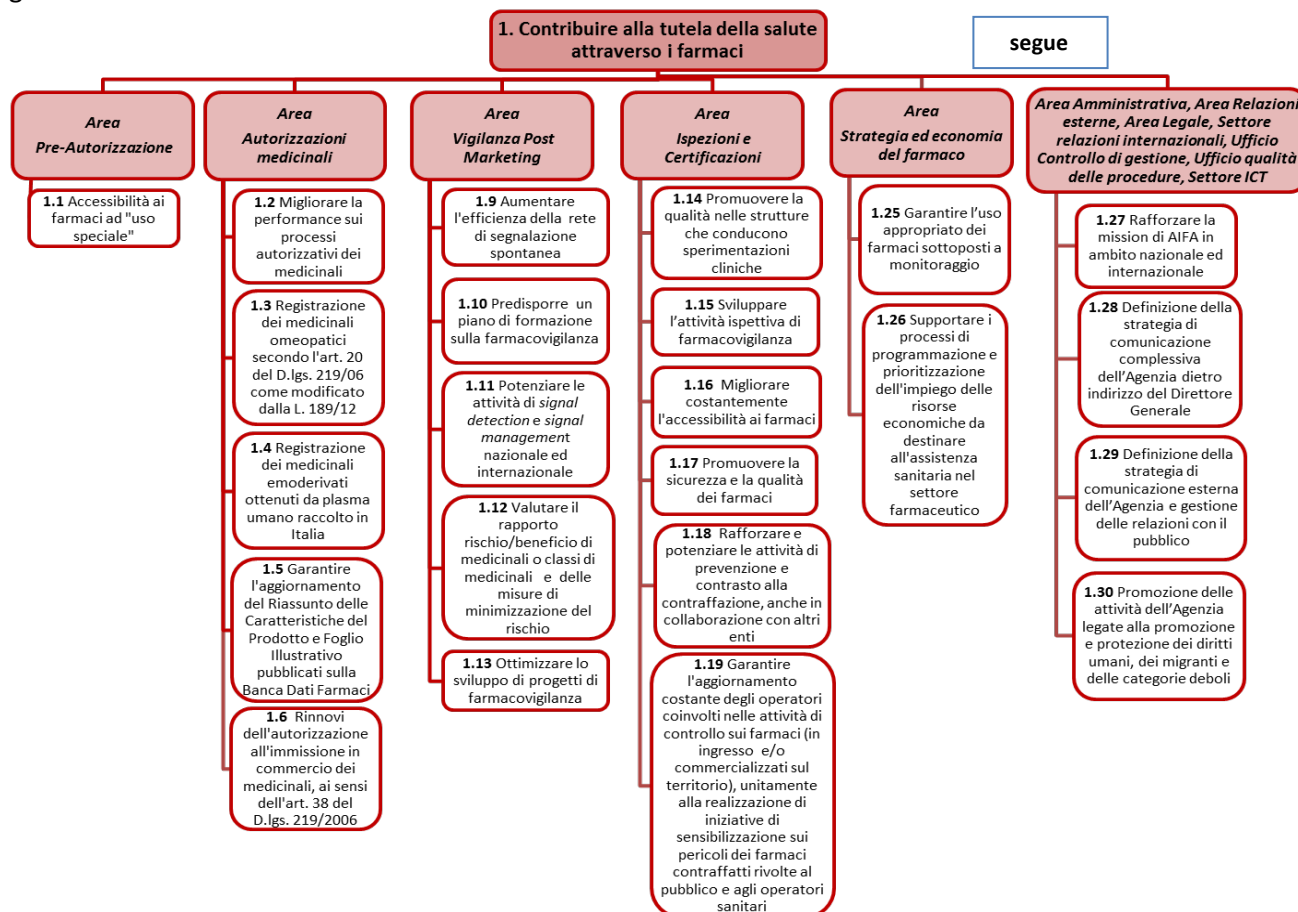 1. Contribuire alla tutela della salute
attraverso i farmaci
segue
Area
Pre-Autorizzazione
1.1 Accessibilità ai
farmaci ad "uso
speciale"
Area
Autorizzazioni
medicinali
1.2 Migliorare la
performance sui
processi
autorizzativi dei
medicinali
1.3 Registrazione
dei medicinali
omeopatici
secondo l'art. 20
del D.lgs. 219/06
come modificato
dalla L. 189/12
1.4 Registrazione
dei medicinali
emoderivati
ottenuti da plasma
umano raccolto in
Italia
1.5 Garantire
l'aggiornamento
del Riassunto delle
Caratteristiche del
Prodotto e Foglio
Illustrativo
pubblicati sulla
Banca Dati Farmaci
1.6 Rinnovi
dell'autorizzazione
all'immissione in
commercio dei
medicinali, ai sensi
dell'art. 38 del
D.lgs. 219/2006
Area
Vigilanza Post
Marketing
1.9 Aumentare
l'efficienza della rete
di segnalazione
spontanea
1.10 Predisporre un
piano di formazione
sulla farmacovigilanza
1.11 Potenziare le
attività di signal
detection e signal
management
nazionale ed
internazionale
1.12 Valutare il
rapporto
rischio/beneficio di
medicinali o classi di
medicinali e delle
misure di
minimizzazione del
rischio
1.13 Ottimizzare lo
sviluppo di progetti di
farmacovigilanza
Area
Ispezioni e
Certificazioni
1.14 Promuovere la
qualità nelle strutture
che conducono
sperimentazioni
cliniche
1.15 Sviluppare
l’attività ispettiva di
farmacovigilanza
1.16 Migliorare
costantemente
l'accessibilità ai farmaci
1.17 Promuovere la
sicurezza e la qualità
dei farmaci
1.18 Rafforzare e
potenziare le attività di
prevenzione e
contrasto alla
contraffazione, anche in
collaborazione con altri
enti
1.19 Garantire
l'aggiornamento
costante degli operatori
coinvolti nelle attività di
controllo sui farmaci (in
ingresso e/o
commercializzati sul
territorio), unitamente
alla realizzazione di
iniziative di
sensibilizzazione sui
pericoli dei farmaci
contraffatti rivolte al
pubblico e agli operatori
sanitari
Area
Strategia ed economia
del farmaco
1.25 Garantire l’uso
appropriato dei
farmaci sottoposti a
monitoraggio
1.26 Supportare i
processi di
programmazione e
prioritizzazione
dell'impiego delle
risorse
economiche da
destinare
all'assistenza
sanitaria nel
settore
farmaceutico
Area Amministrativa, Area Relazioni
esterne, Area Legale, Settore
relazioni internazionali, Ufficio
Controllo di gestione, Ufficio qualità
delle procedure, Settore ICT
1.27 Rafforzare la
mission di AIFA in
ambito nazionale ed
internazionale
1.28 Definizione della
strategia di
comunicazione
complessiva
dell’Agenzia dietro
indirizzo del Direttore
Generale
1.29 Definizione della
strategia di
comunicazione esterna
dell’Agenzia e gestione
delle relazioni con il
pubblico
1.30 Promozione delle
attività dell’Agenzia
legate alla promozione
e protezione dei diritti
umani, dei migranti e
delle categorie deboli